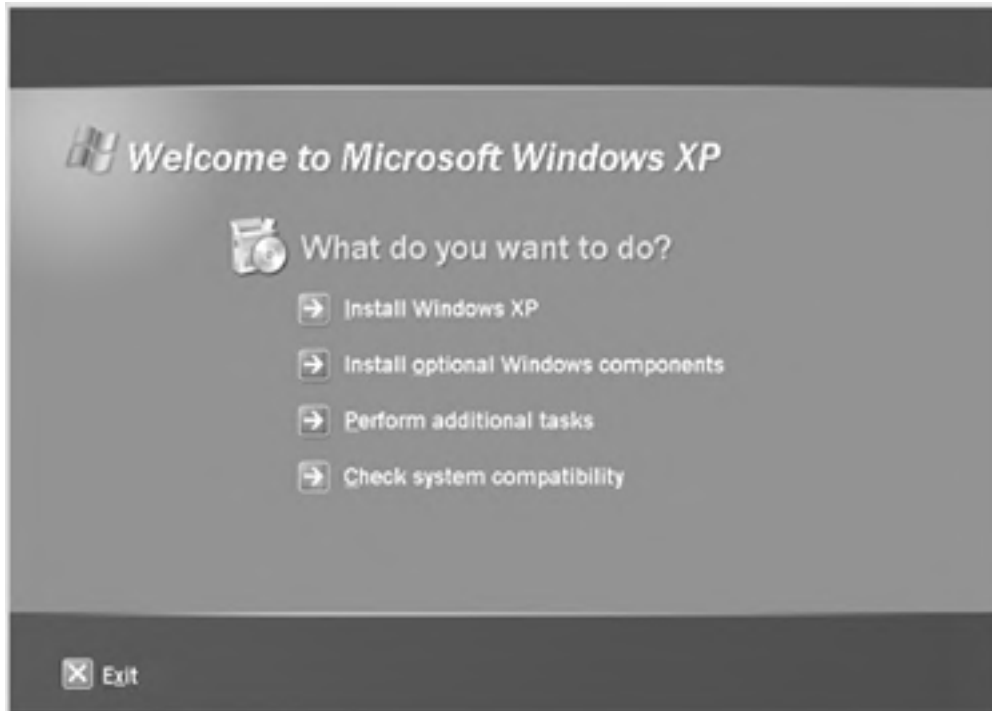 Welcome to Microsoft Windows XP
What do you want to do?
Install Windows XP
Install optional Windows components
Perform additional tasks
Check system compatibility
Exit